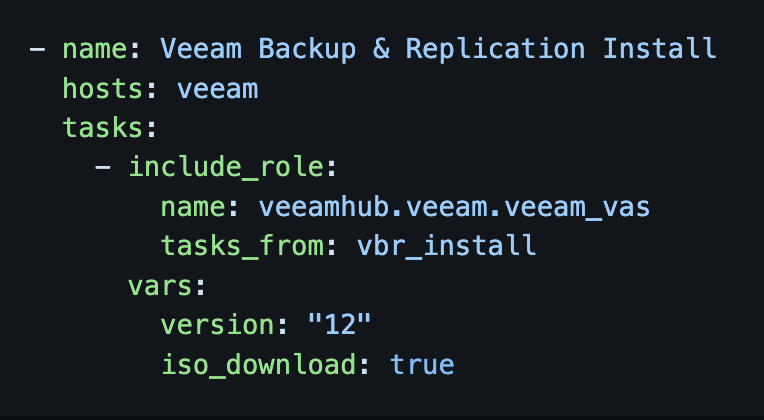 - name: Veeam Backup & Replication Install
  hosts: veeam
  tasks:
    - include_role:
        name: veeamhub.veeam.veeam_vas
        tasks_from: vbr_install
      vars:
        version: "12"
        iso_download: true